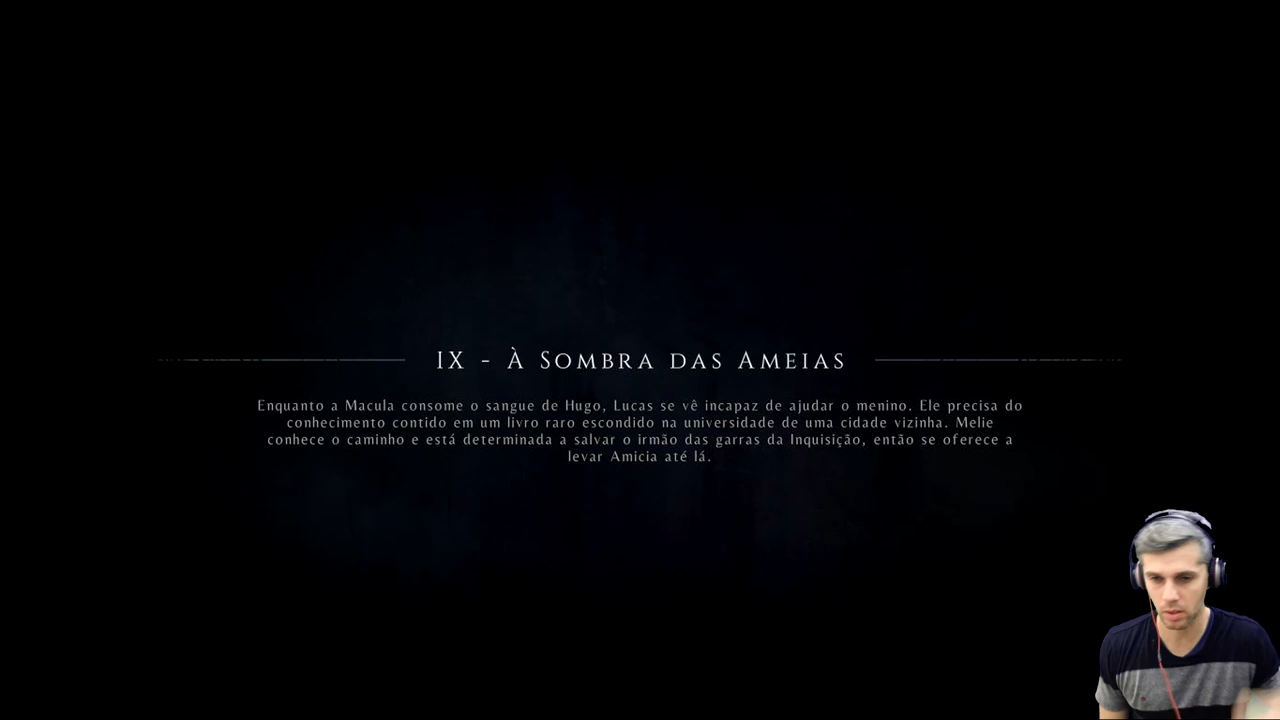 IX - À Sombra das Ameias
Enquanto a Macula consome o sangue de Hugo, Lucas se vê incapaz de ajudar o menino. Ele precisa do
conhecimento contido em um livro raro escondido na universidade de uma cidade vizinha. Melie
conhece o caminho e está determinada a salvar o irmão das garras da Inquisição, então se oferece a
levar Amicia até lá.